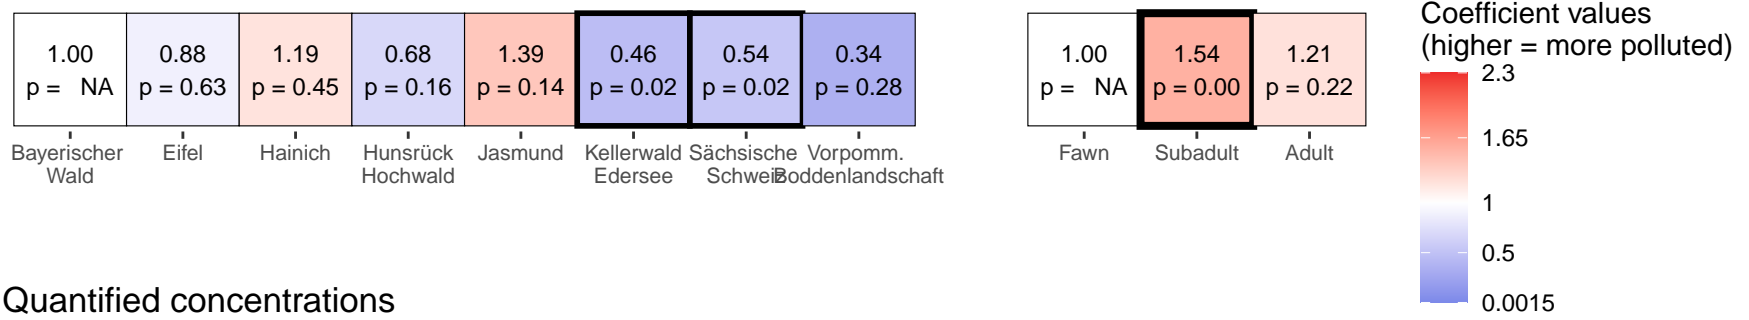 1.00 0.88 1.19 0.68 1.39 0.46 0.54 0.34
p = NA p = 0.63 p = 0.45 p = 0.16 p = 0.14 p = 0.02 p = 0.02 p = 0.28
Bayerischer Eifel Hainich Hunsrück Jasmund Kellerwald Sächsische Vorpomm.
Wald Hochwald Edersee Schweiz Boddenlandschaft
1.00 1.54 1.21
p = NA p = 0.00 p = 0.22
Fawn Subadult Adult
Coefficient values
(higher = more polluted)
2.3
1.65
1
0.5
0.0015
Quantified concentrations